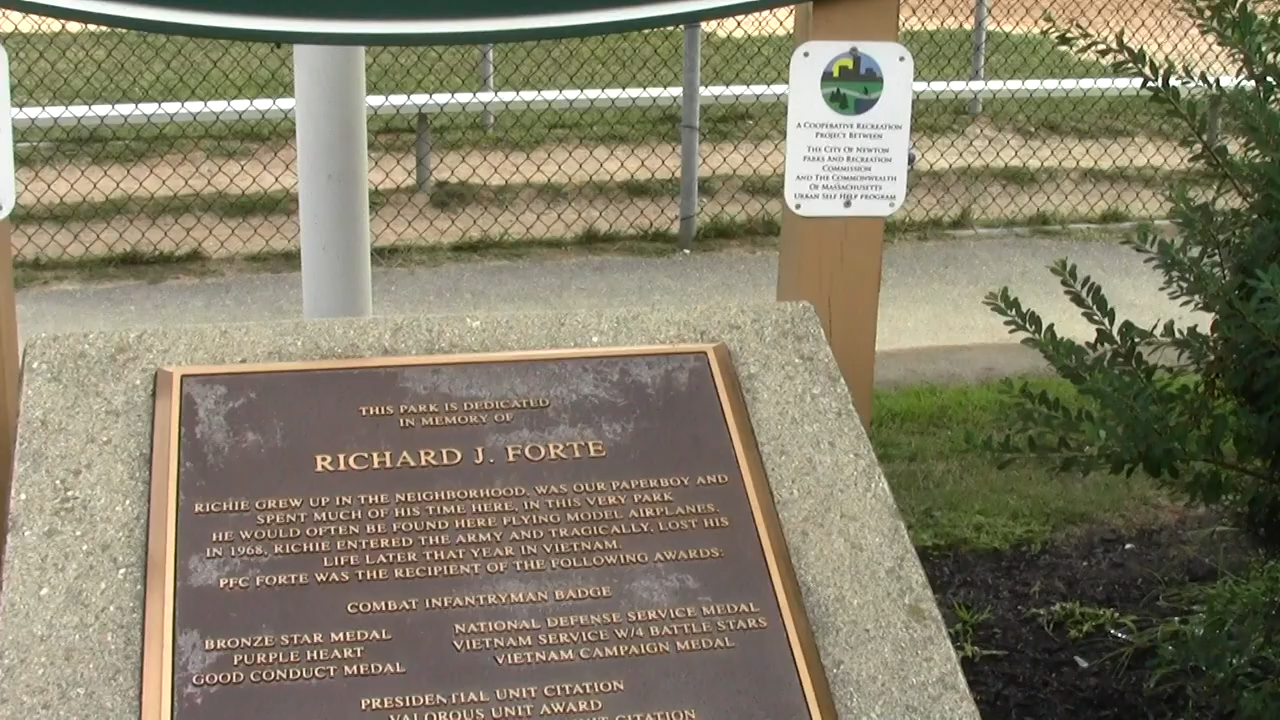 A COOPERATIVE RECREATION
PROJECT BETWEEN
THE CITY OF NEWTON
PARKS AND RECREATION
COMMISSION
AND THE COMMONWEALTH
OF MASSACHUSETTS
URBAN SELF HELP PROGRAM
THIS PARK IS DEDICATED
IN MEMORY OF
RICHARD J. FORTE
RICHIE GREW UP IN THE NEIGHBORHOOD, WAS OUR PAPERBOY AND
SPENT MUCH OF HIS TIME HERE, IN THIS VERY PARK
HE WOULD OFTEN BE FOUND HERE FLYING MODEL AIRPLANES.
IN 1968, RICHIE ENTERED THE ARMY AND TRAGICALLY, LOST HIS
LIFE LATER THAT YEAR IN VIETNAM.
PFC FORTE WAS THE RECIPIENT OF THE FOLLOWING AWARDS:
COMBAT INFANTRYMAN BADGE
BRONZE STAR MEDAL
PURPLE HEART
GOOD CONDUCT MEDAL
NATIONAL DEFENSE SERVICE MEDAL
VIETNAM SERVICE W/4 BATTLE STARS
VIETNAM CAMPAIGN MEDAL
PRESIDENTIAL UNIT CITATION
VALOROUS UNIT AWARD
UNIT CITATION